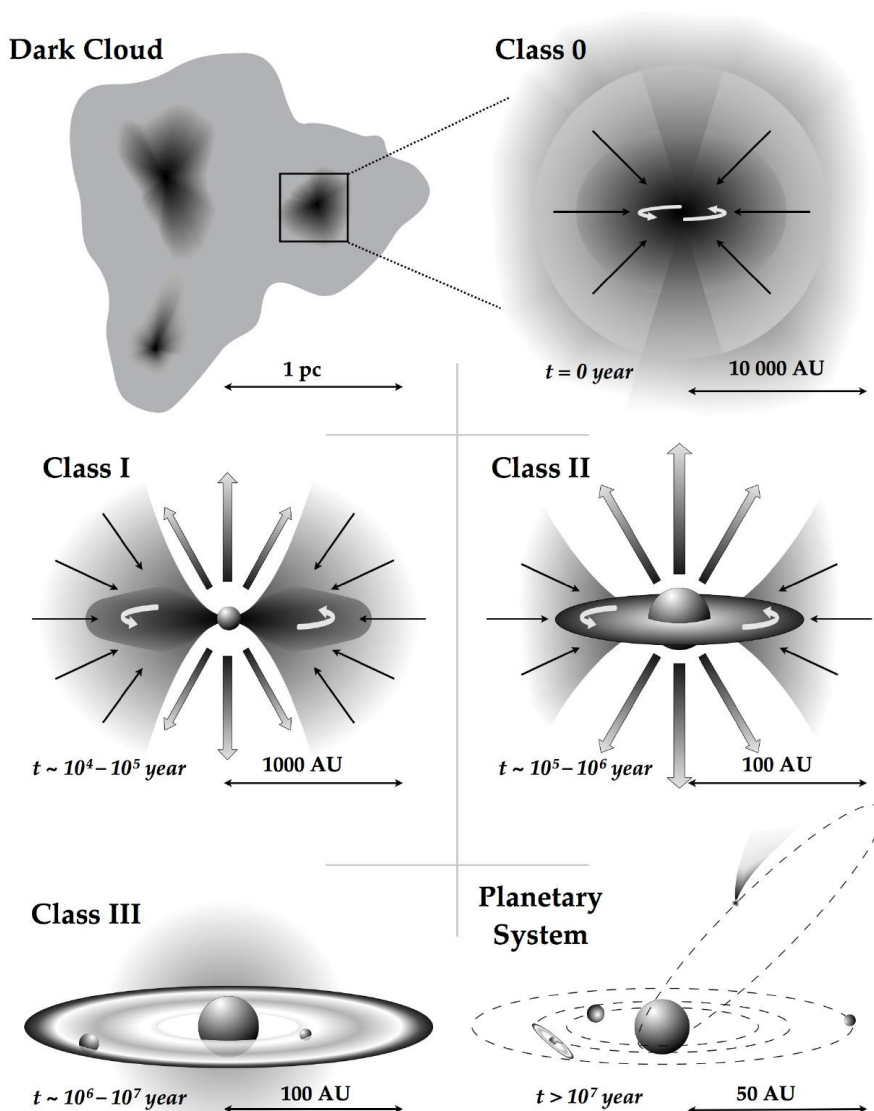 Dark Cloud
Class 0
1 pc
t = 0 year
10 000 AU
Class I
Class II
t ~ 10⁴ – 10⁵ year
1000 AU
t ~ 10⁵ – 10⁶ year
100 AU
Class III
Planetary
System
t ~ 10⁶ – 10⁷ year
100 AU
t > 10⁷ year
50 AU